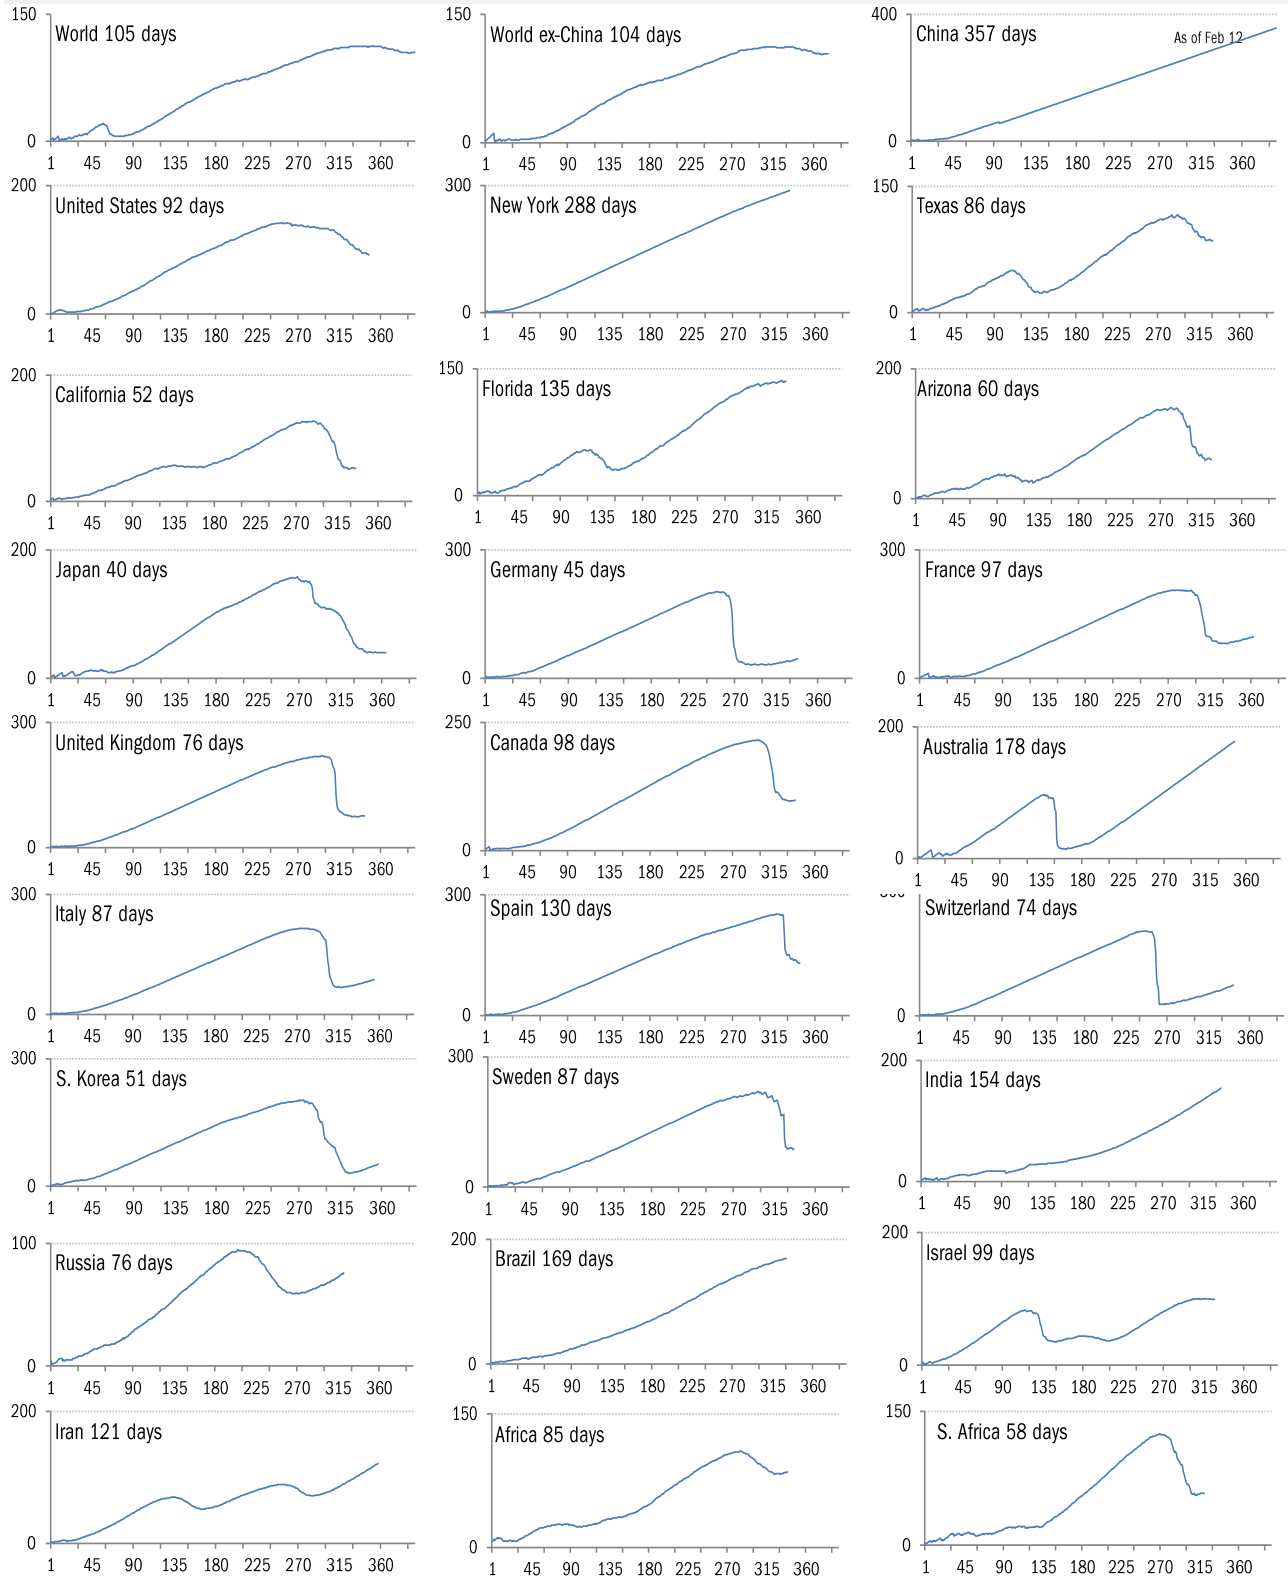 150 150 400
World 105 days World ex-China 104 days China 357 days
As of Feb 12
0 0 0
1 45 90 135 180 225 270 315 360 1 45 90 135 180 225 270 315 360 1 45 90 135 180 225 270 315 360
200 300 150
United States 92 days New York 288 days Texas 86 days
0 0 0
1 45 90 135 180 225 270 315 360 1 45 90 135 180 225 270 315 360 1 45 90 135 180 225 270 315 360
200 150 200
California 52 days Florida 135 days Arizona 60 days
0 0 0
1 45 90 135 180 225 270 315 360 1 45 90 135 180 225 270 315 360 1 45 90 135 180 225 270 315 360
200 300 300
Japan 40 days Germany 45 days France 97 days
0 0 0
1 45 90 135 180 225 270 315 360 1 45 90 135 180 225 270 315 360 1 45 90 135 180 225 270 315 360
300 250 200
United Kingdom 76 days Canada 98 days Australia 178 days
0 0 0
1 45 90 135 180 225 270 315 360 1 45 90 135 180 225 270 315 360 1 45 90 135 180 225 270 315 360
300 300
Italy 87 days Spain 130 days Switzerland 74 days
0 0 0
1 45 90 135 180 225 270 315 360 1 45 90 135 180 225 270 315 360 1 45 90 135 180 225 270 315 360
300 300 200
S. Korea 51 days Sweden 87 days India 154 days
0 0 0
1 45 90 135 180 225 270 315 360 1 45 90 135 180 225 270 315 360 1 45 90 135 180 225 270 315 360
100 200 200
Russia 76 days Brazil 169 days Israel 99 days
0 0 0
1 45 90 135 180 225 270 315 360 1 45 90 135 180 225 270 315 360 1 45 90 135 180 225 270 315 360
200 150 150
Iran 121 days Africa 85 days S. Africa 58 days
0 0 0
1 45 90 135 180 225 270 315 360 1 45 90 135 180 225 270 315 360 1 45 90 135 180 225 270 315 360